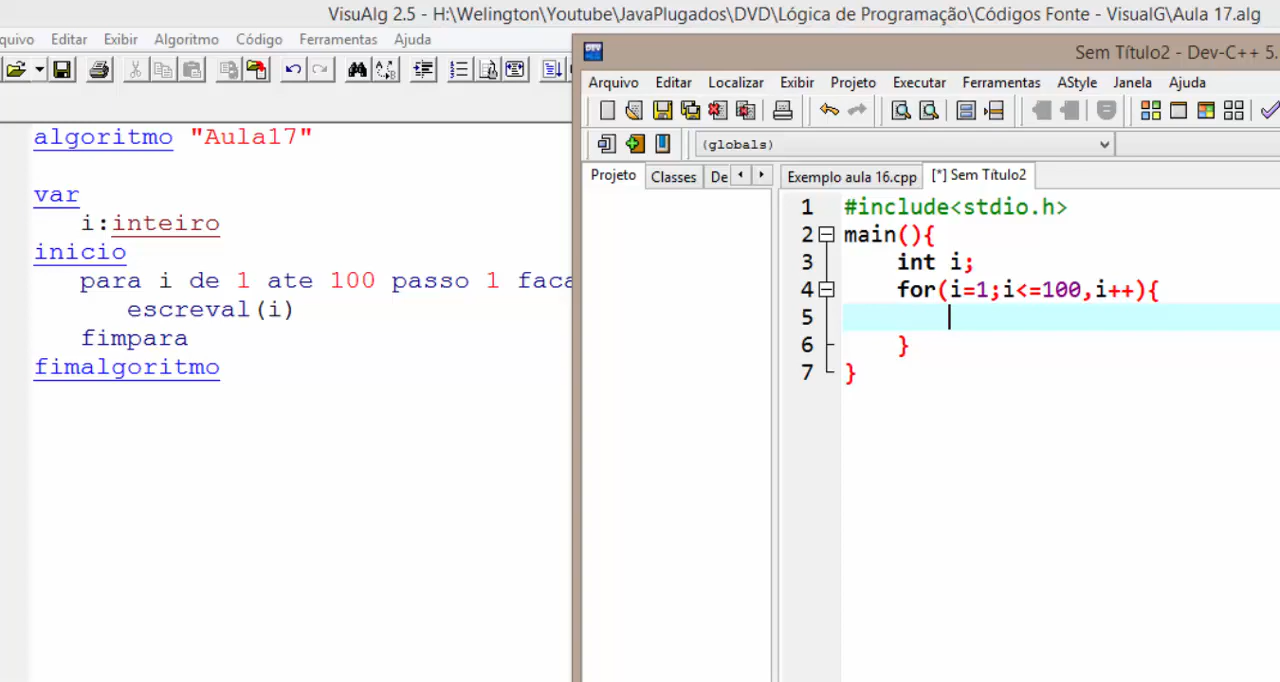 VisuAlg 2.5 - H:\Welington\Youtube\JavaPlugados\DVD\Lógica de Programação\Códigos Fonte - VisualG\Aula 17.alg
quivo Editar Exibir Algoritmo Código Ferramentas Ajuda
algoritmo "Aula17"
var
i:inteiro
inicio
para i de 1 ate 100 passo 1 faca
escreval(i)
fimpara
fimalgoritmo
DEV
Sem Título2 - Dev-C++ 5.
Arquivo Editar Localizar Exibir Projeto Executar Ferramentas AStyle Janela Ajuda
(globals)
Projeto Classes De
Exemplo aula 16.cpp [*] Sem Título2
1 #include<stdio.h>
2 main(){
3 int i;
4 for(i=1;i<=100,i++){
5
6 }
7 }